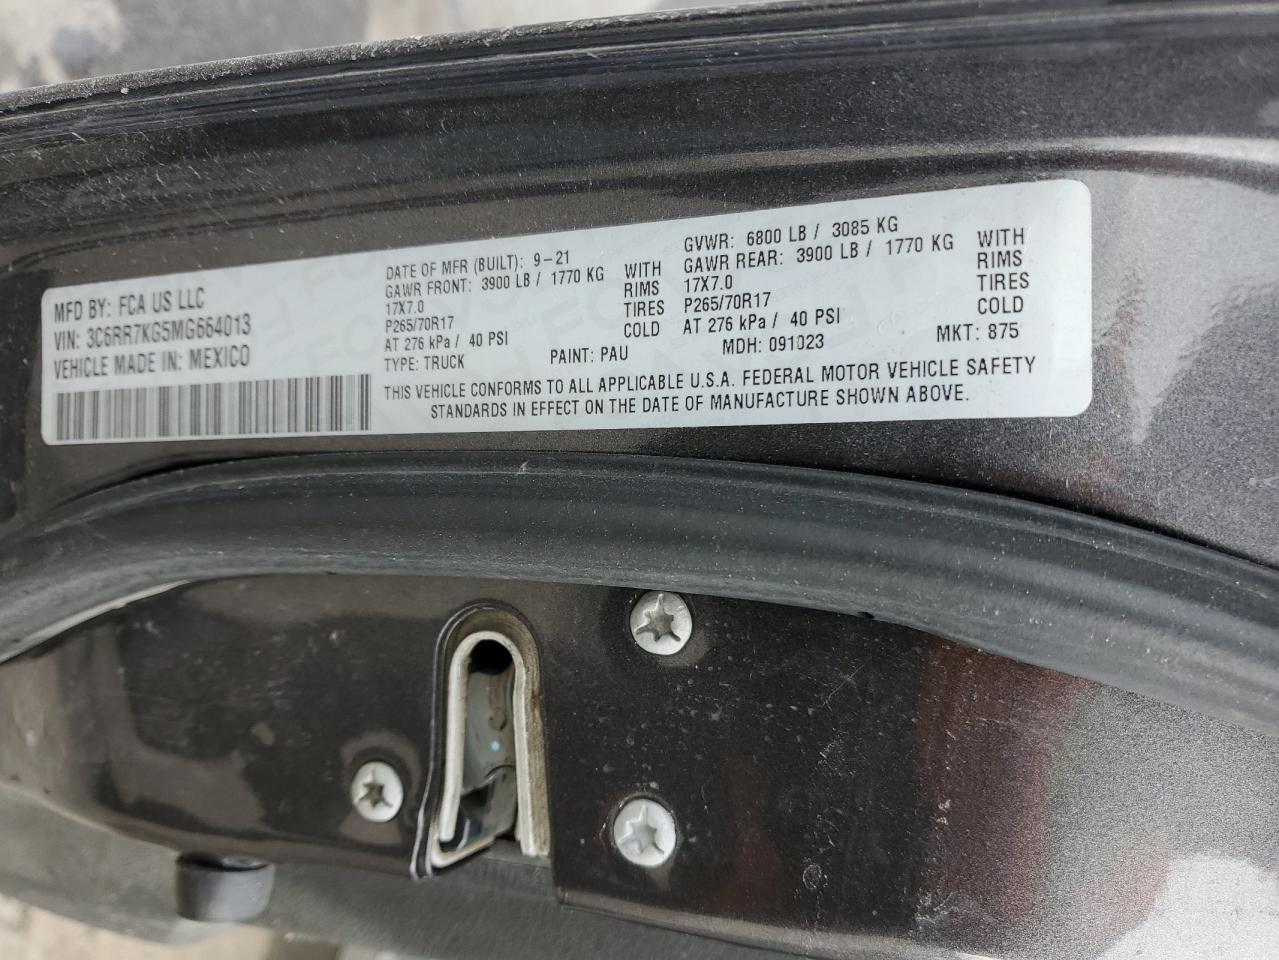 MFD BY: FCA US LLC
VIN: 3C6RR7KG5MG664013
VEHICLE MADE IN: MEXICO
DATE OF MFR (BUILT): 9-21
GAWR FRONT: 3900 LB / 1770 KG WITH
17X7.0 RIMS
P265/70R17 TIRES
AT 276 kPa / 40 PSI COLD
TYPE: TRUCK
GVWR: 6800 LB / 3085 KG
GAWR REAR: 3900 LB / 1770 KG WITH
17X7.0 RIMS
P265/70R17 TIRES
AT 276 kPa / 40 PSI COLD
PAINT: PAU MDH: 091023 MKT: 875
THIS VEHICLE CONFORMS TO ALL APPLICABLE U.S.A. FEDERAL MOTOR VEHICLE SAFETY
STANDARDS IN EFFECT ON THE DATE OF MANUFACTURE SHOWN ABOVE.